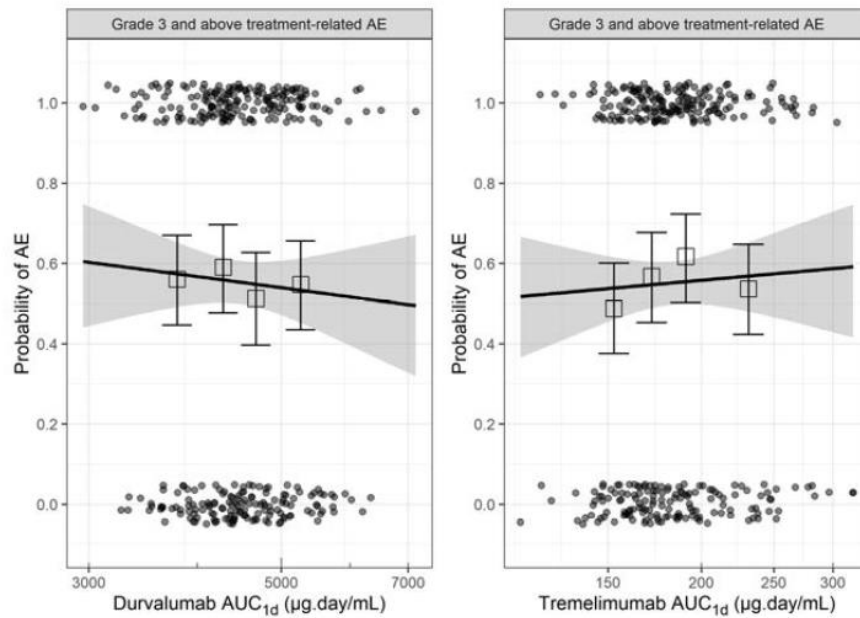 Grade 3 and above treatment-related AE
Probability of AE
1.0
0.8
0.6
0.4
0.2
0.0
3000 5000 7000
Durvalumab AUC1d (µg.day/mL)
Grade 3 and above treatment-related AE
Probability of AE
1.0
0.8
0.6
0.4
0.2
0.0
150 200 250 300
Tremelimumab AUC1d (µg.day/mL)